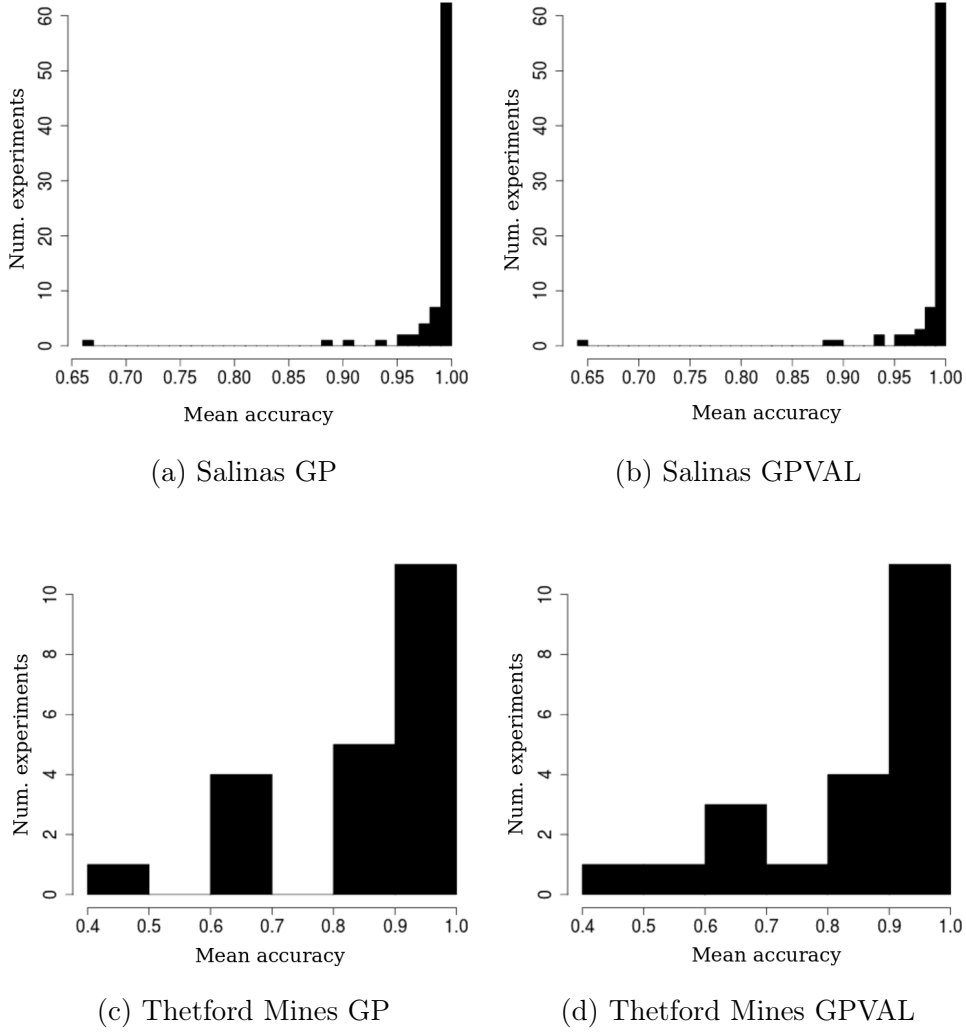 Num. experiments
0 10 20 30 40 50 60
0.65 0.70 0.75 0.80 0.85 0.90 0.95 1.00
Mean accuracy
(a) Salinas GP
Num. experiments
0 10 20 30 40 50 60
0.65 0.70 0.75 0.80 0.85 0.90 0.95 1.00
Mean accuracy
(b) Salinas GPVAL
Num. experiments
0 2 4 6 8 10
0.4 0.5 0.6 0.7 0.8 0.9 1.0
Mean accuracy
(c) Thetford Mines GP
Num. experiments
0 2 4 6 8 10
0.4 0.5 0.6 0.7 0.8 0.9 1.0
Mean accuracy
(d) Thetford Mines GPVAL